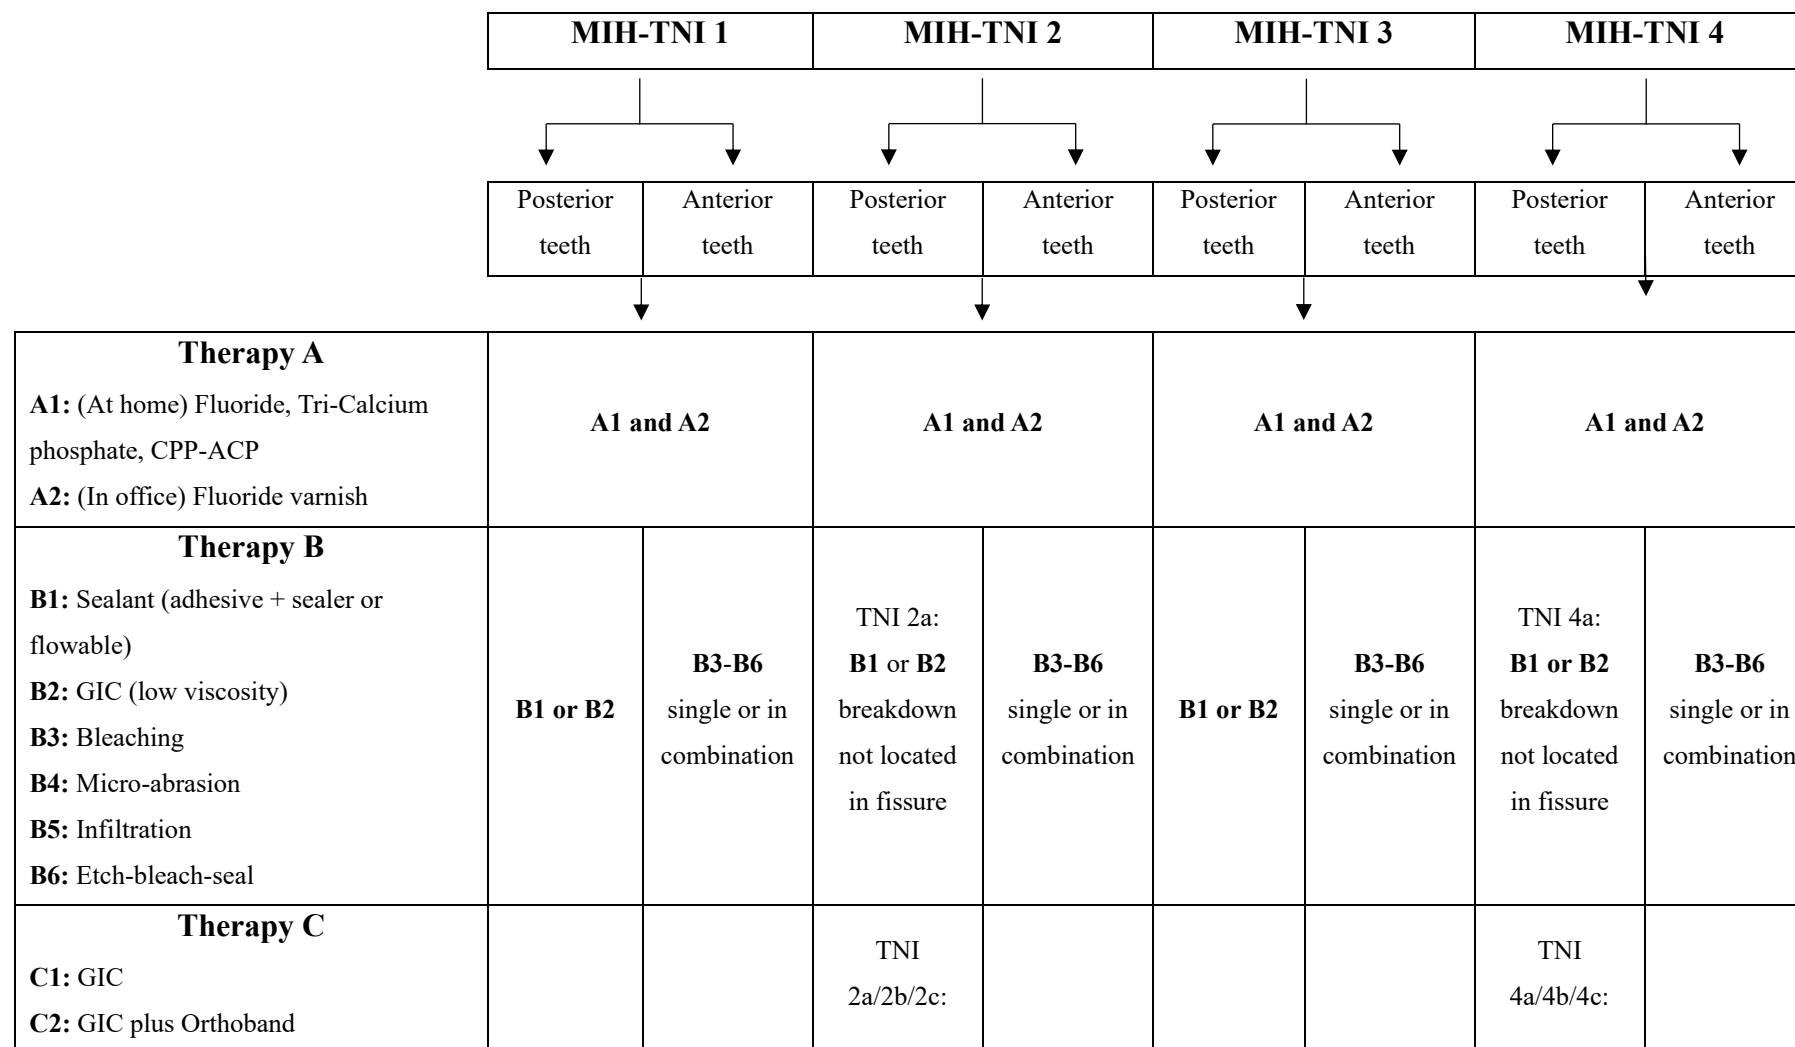 MIH-TNI 1
MIH-TNI 2
MIH-TNI 3
MIH-TNI 4
Posterior
teeth
Anterior
teeth
Posterior
teeth
Anterior
teeth
Posterior
teeth
Anterior
teeth
Posterior
teeth
Anterior
teeth
Therapy A
A1: (At home) Fluoride, Tri-Calcium
phosphate, CPP-ACP
A2: (In office) Fluoride varnish
A1 and A2
A1 and A2
A1 and A2
A1 and A2
Therapy B
B1: Sealant (adhesive + sealer or
flowable)
B2: GIC (low viscosity)
B3: Bleaching
B4: Micro-abrasion
B5: Infiltration
B6: Etch-bleach-seal
B1 or B2
B3-B6
single or in
combination
TNI 2a:
B1 or B2
breakdown
not located
in fissure
B3-B6
single or in
combination
B1 or B2
B3-B6
single or in
combination
TNI 4a:
B1 or B2
breakdown
not located
in fissure
B3-B6
single or in
combination
Therapy C
C1: GIC
C2: GIC plus Orthoband
TNI
2a/2b/2c:
TNI
4a/4b/4c: